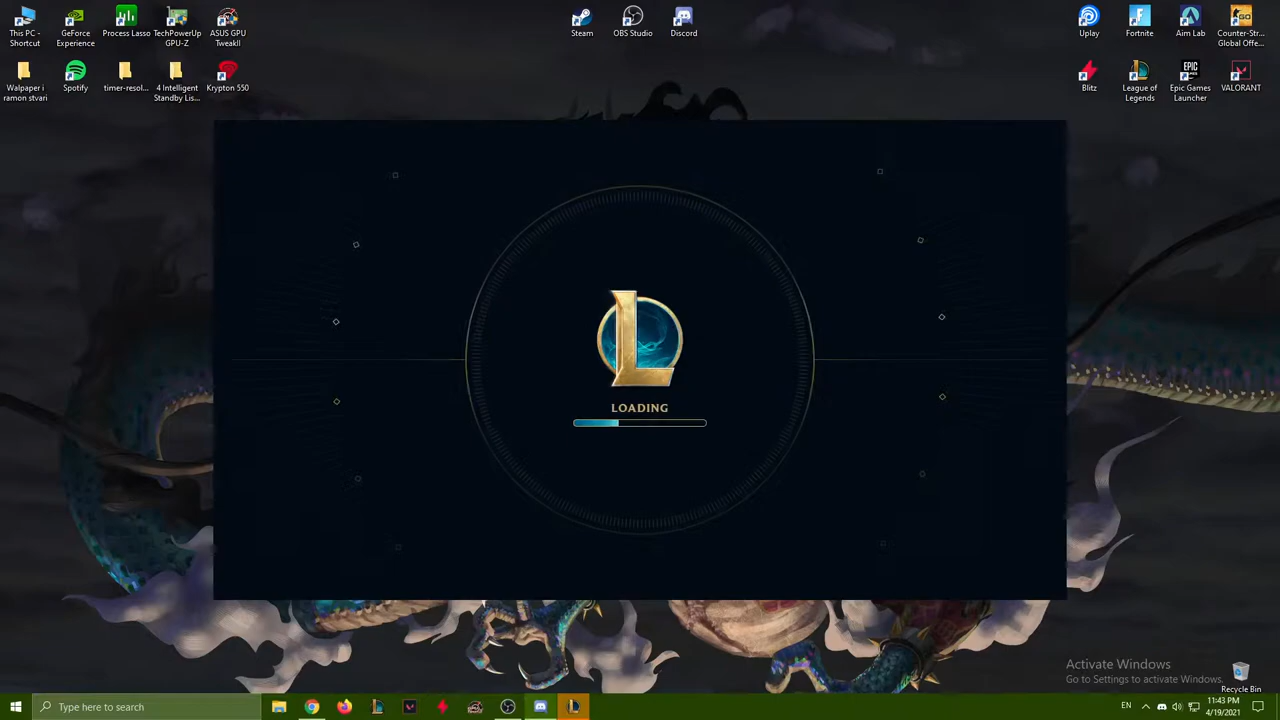 This PC -
Shortcut
GeForce
Experience
Process Lasso
TechPowerUp
GPU-Z
ASUS GPU
TweakII
Steam
OBS Studio
Discord
Uplay
Fortnite
Aim Lab
Counter-Str...
Global Offe...
Walpaper i
ramon stvari
Spotify
timer-resol...
4 Intelligent
Standby Lis...
Krypton 550
Blitz
League of
Legends
Epic Games
Launcher
VALORANT
LOADING
Activate Windows
Go to Settings to activate Windows.
Recycle Bin
Type here to search
EN
11:43 PM
4/19/2021